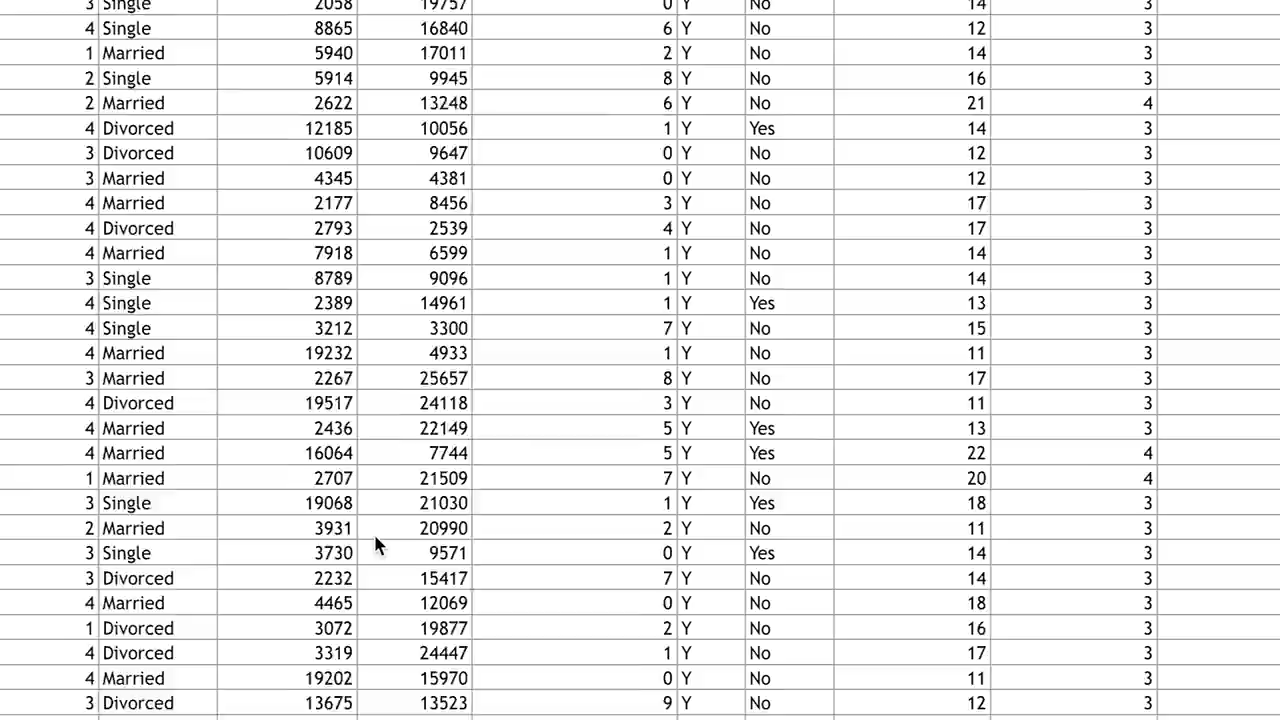 3 Single 2058 19757 0 Y No 14 3
4 Single 8865 16840 6 Y No 12 3
1 Married 5940 17011 2 Y No 14 3
2 Single 5914 9945 8 Y No 16 3
2 Married 2622 13248 6 Y No 21 4
4 Divorced 12185 10056 1 Y Yes 14 3
3 Divorced 10609 9647 0 Y No 12 3
3 Married 4345 4381 0 Y No 12 3
4 Married 2177 8456 3 Y No 17 3
4 Divorced 2793 2539 4 Y No 17 3
4 Married 7918 6599 1 Y No 14 3
3 Single 8789 9096 1 Y No 14 3
4 Single 2389 14961 1 Y Yes 13 3
4 Single 3212 3300 7 Y No 15 3
4 Married 19232 4933 1 Y No 11 3
3 Married 2267 25657 8 Y No 17 3
4 Divorced 19517 24118 3 Y No 11 3
4 Married 2436 22149 5 Y Yes 13 3
4 Married 16064 7744 5 Y Yes 22 4
1 Married 2707 21509 7 Y No 20 4
3 Single 19068 21030 1 Y Yes 18 3
2 Married 3931 20990 2 Y No 11 3
3 Single 3730 9571 0 Y Yes 14 3
3 Divorced 2232 15417 7 Y No 14 3
4 Married 4465 12069 0 Y No 18 3
1 Divorced 3072 19877 2 Y No 16 3
4 Divorced 3319 24447 1 Y No 17 3
4 Married 19202 15970 0 Y No 11 3
3 Divorced 13675 13523 9 Y No 12 3